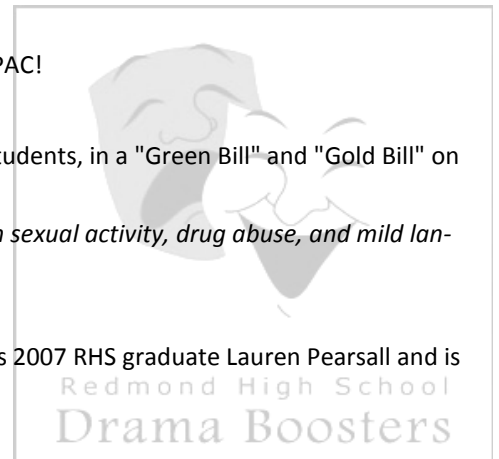 PAC!
tudents, in a "Green Bill" and "Gold Bill" on
n sexual activity, drug abuse, and mild lan-
s 2007 RHS graduate Lauren Pearsall and is
Redmond High School
Drama Boosters